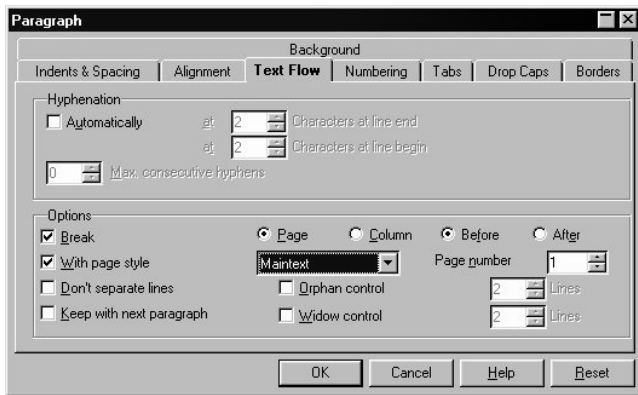 Paragraph
Background
Indents & Spacing Alignment Text Flow Numbering Tabs Drop Caps Borders
Hyphenation
Automatically at 2 Characters at line end
at 2 Characters at line begin
0 Max. consecutive hyphens
Options
Break Page Column Before After
With page style Maintext Page number 1
Don't separate lines Orphan control 2 Lines
Keep with next paragraph Widow control 2 Lines
OK Cancel Help Reset